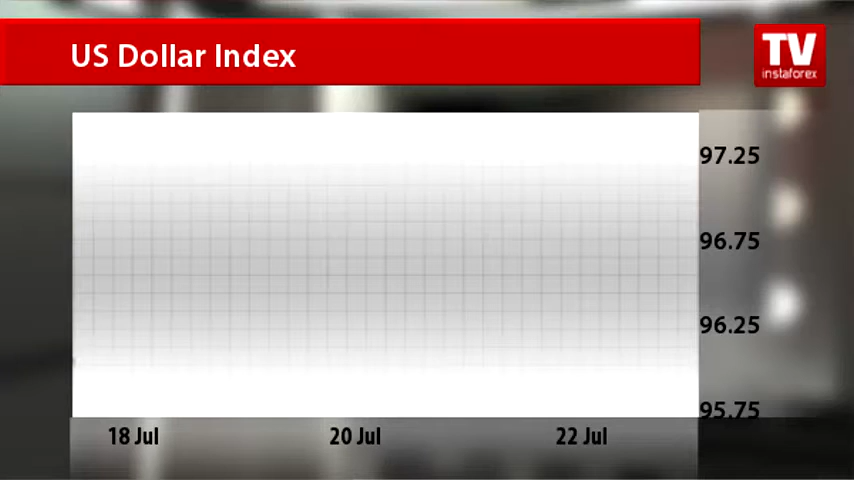 US Dollar Index
TV
instaforex
97.25
96.75
96.25
95.75
18 Jul
20 Jul
22 Jul